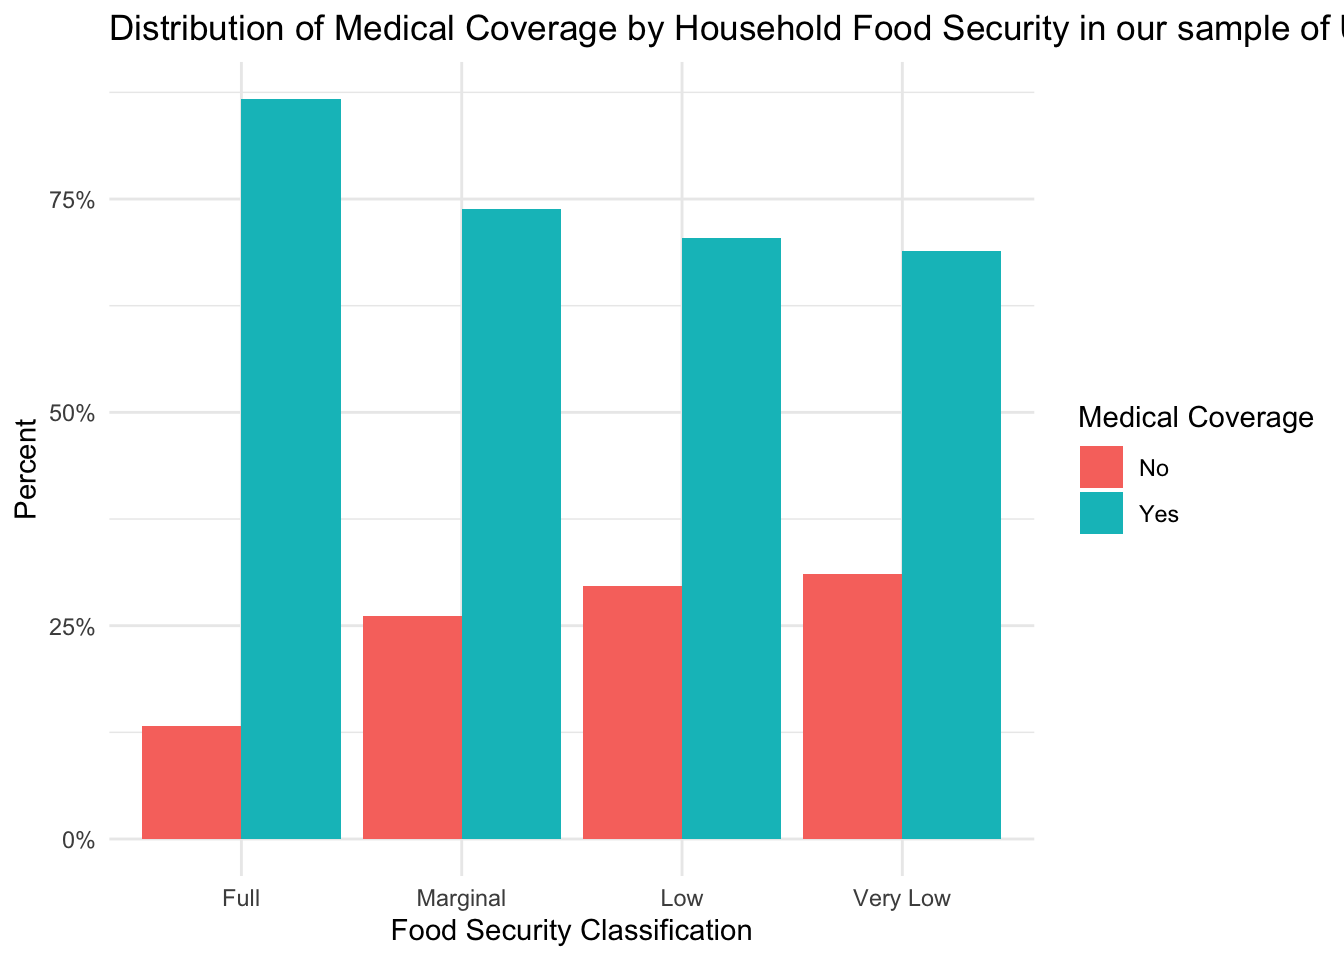 Distribution of Medical Coverage by Household Food Security in our sample of
75%
50%
25%
0%
Percent
Full
Marginal
Low
Very Low
Food Security Classification
Medical Coverage
No
Yes